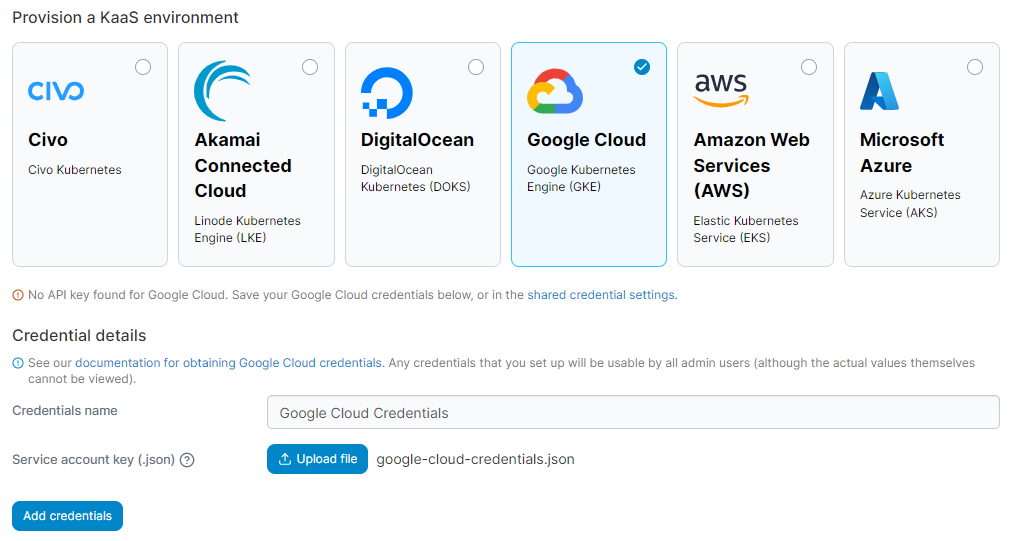 Provision a KaaS environment
CIVO
Civo
Civo Kubernetes
Akamai
Connected
Cloud
Linode Kubernetes
Engine (LKE)
DigitalOcean
DigitalOcean
Kubernetes (DOKS)
Google Cloud
Google Kubernetes
Engine (GKE)
aws
Amazon Web
Services
(AWS)
Elastic Kubernetes
Service (EKS)
Microsoft
Azure
Azure Kubernetes
Service (AKS)
No API key found for Google Cloud. Save your Google Cloud credentials below, or in the shared credential settings.
Credential details
See our documentation for obtaining Google Cloud credentials. Any credentials that you set up will be usable by all admin users (although the actual values themselves
cannot be viewed).
Credentials name
Google Cloud Credentials
Service account key (.json)
Upload file google-cloud-credentials.json
Add credentials